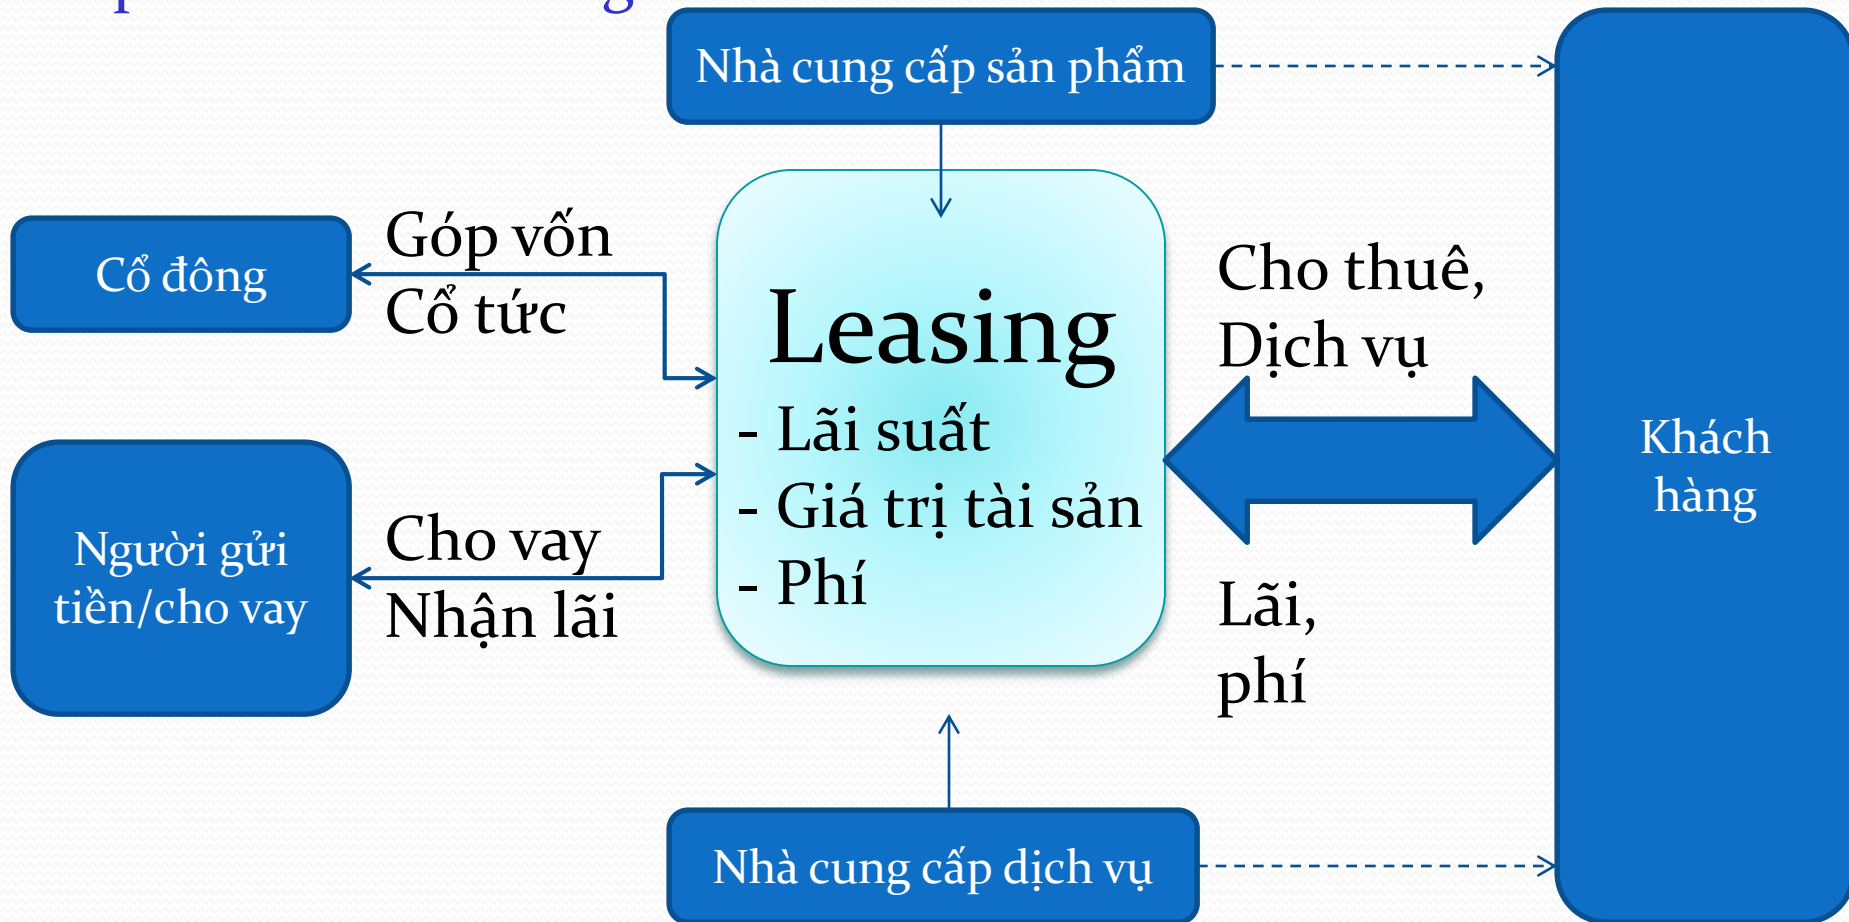 Nhà cung cấp sản phẩm
Cổ đông
Góp vốn
Cổ tức
Leasing
- Lãi suất
- Giá trị tài sản
- Phí
Cho thuê,
Dịch vụ
Khách
hàng
Người gửi
tiền/cho vay
Cho vay
Nhận lãi
Lãi,
phí
Nhà cung cấp dịch vụ